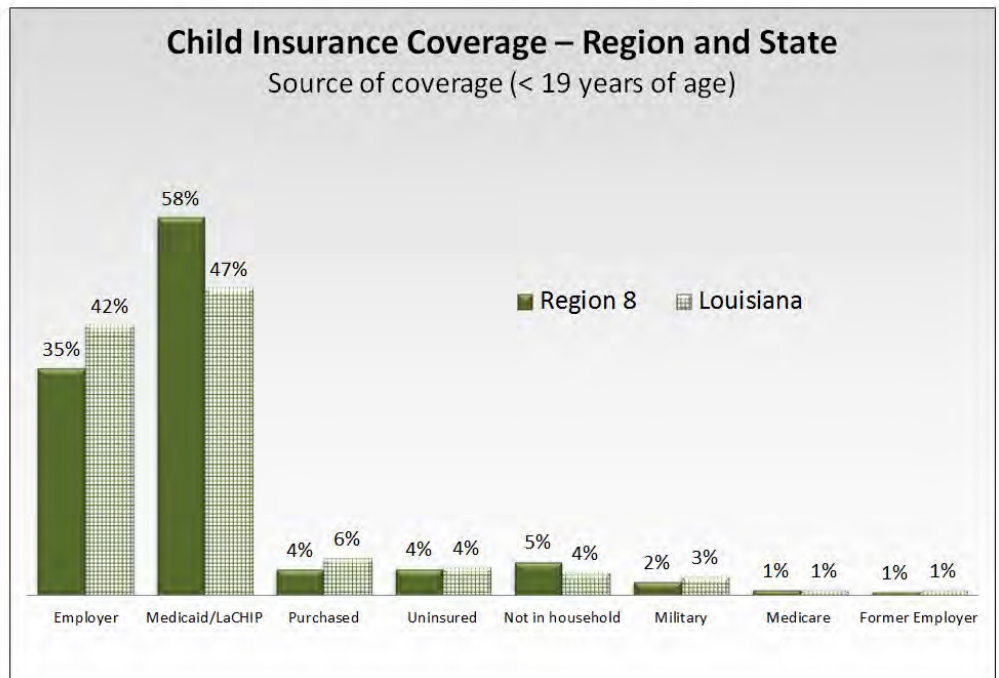 Child Insurance Coverage – Region and State
Source of coverage (< 19 years of age)
58%
47%
42%
35%
Region 8
Louisiana
4%
6%
4%
4%
5%
4%
2%
3%
1%
1%
1%
1%
Employer
Medicaid/LaCHIP
Purchased
Uninsured
Not in household
Military
Medicare
Former Employer